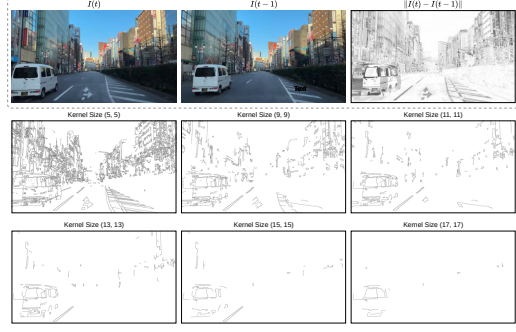 I(t)
I(t − 1)
‖I(t) − I(t − 1)‖
Kernel Size (5, 5)
Kernel Size (9, 9)
Kernel Size (11, 11)
Kernel Size (13, 13)
Kernel Size (15, 15)
Kernel Size (17, 17)